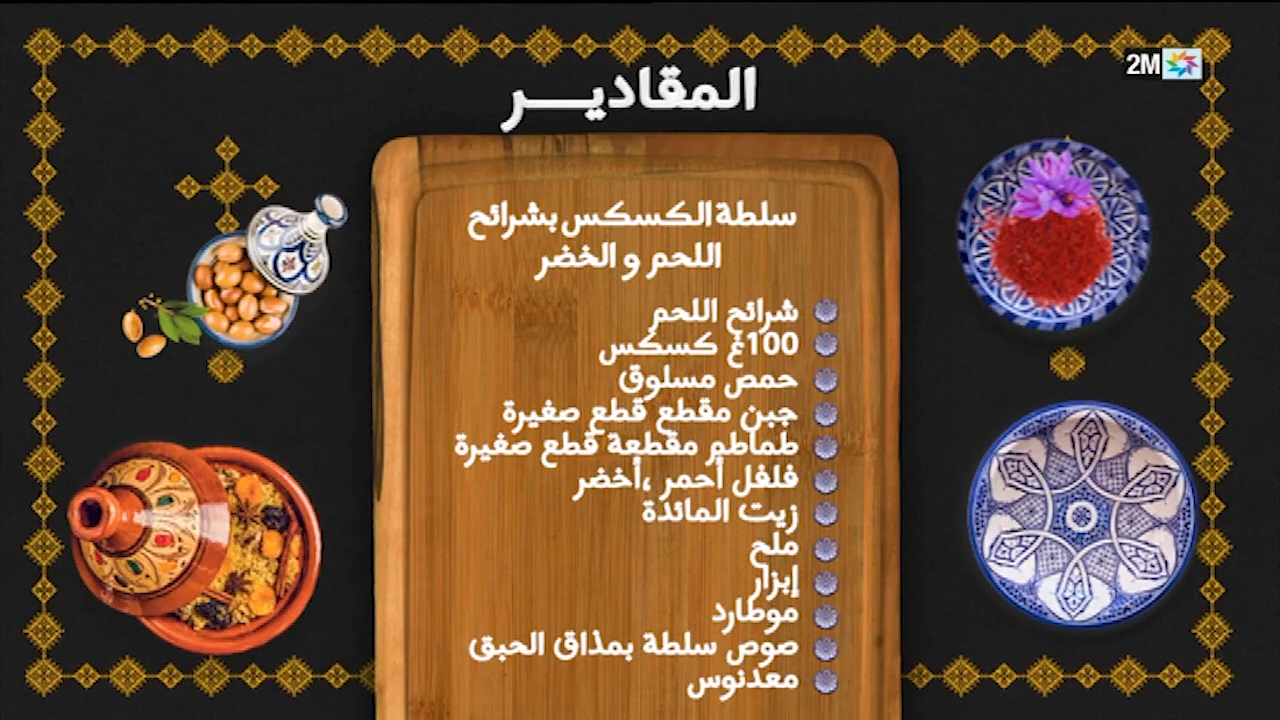 2M
المقاديـــر
سلطة الكسكس بشرائح
اللحم و الخضر
شرائح اللحم
100غ كسكس
حمص مسلوق
جبن مقطع قطع صغيرة
طماطم مقطعة قطع صغيرة
فلفل أحمر ،أخضر
زيت المائدة
ملح
إبزار
موطارد
صوص سلطة بمذاق الحبق
معدنوس